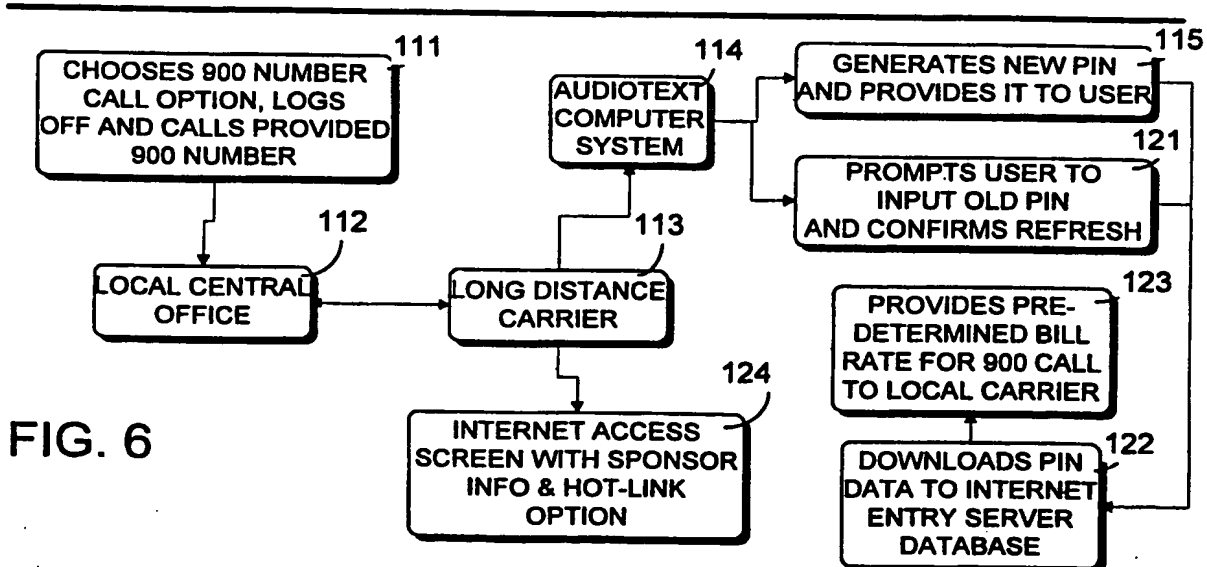 111
CHOOSES 900 NUMBER
CALL OPTION, LOGS
OFF AND CALLS PROVIDED
900 NUMBER
112
LOCAL CENTRAL
OFFICE
113
LONG DISTANCE
CARRIER
114
AUDIOTEXT
COMPUTER
SYSTEM
115
GENERATES NEW PIN
AND PROVIDES IT TO USER
121
PROMPTS USER TO
INPUT OLD PIN
AND CONFIRMS REFRESH
123
PROVIDES PRE-
DETERMINED BILL
RATE FOR 900 CALL
TO LOCAL CARRIER
122
DOWNLOADS PIN
DATA TO INTERNET
ENTRY SERVER
DATABASE
124
INTERNET ACCESS
SCREEN WITH SPONSOR
INFO & HOT-LINK
OPTION
FIG. 6